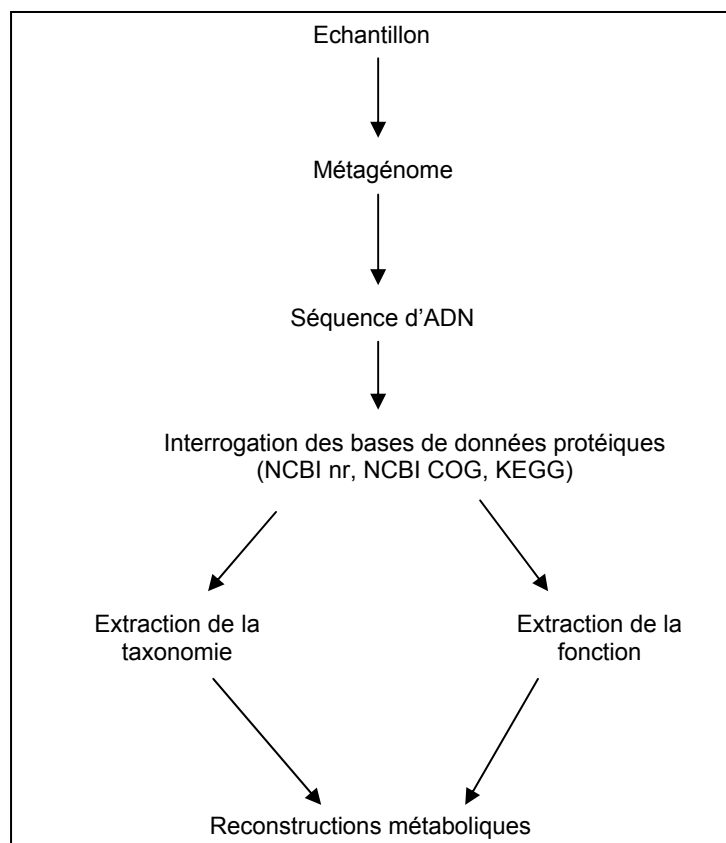 Echantillon
Métagénome
Séquence d'ADN
Interrogation des bases de données protéiques
(NCBI nr, NCBI COG, KEGG)
Extraction de la
taxonomie
Extraction de la
fonction
Reconstructions métaboliques